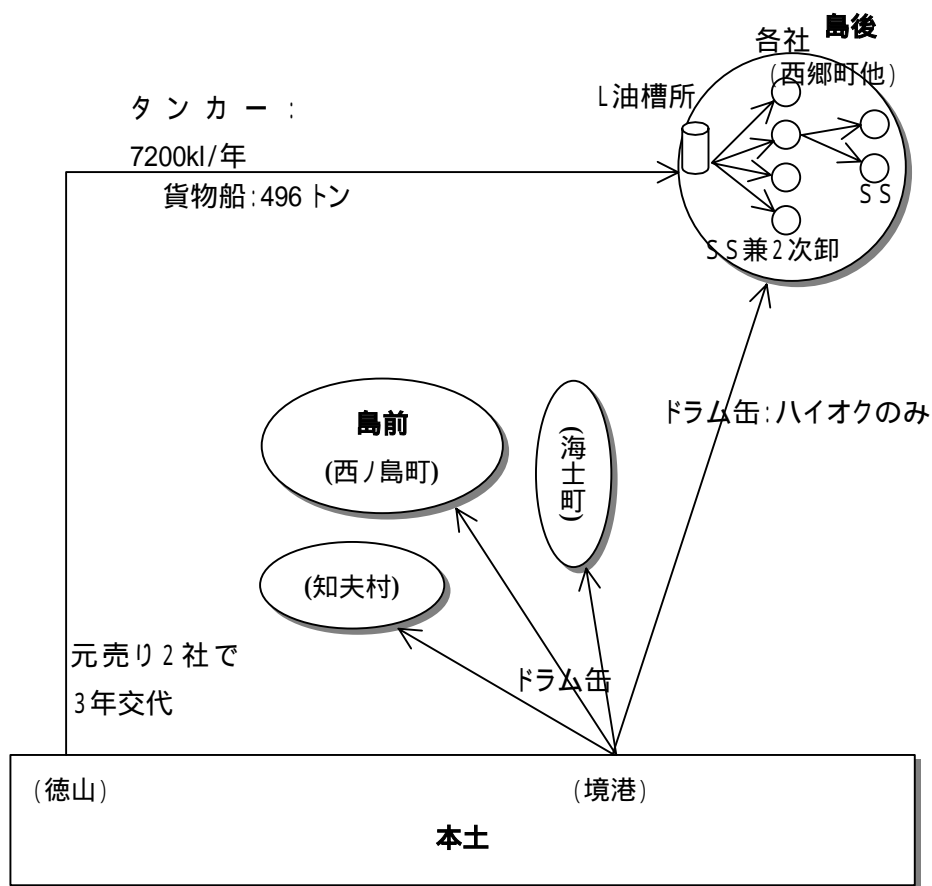 島後
各社
(西郷町他)
L油槽所
タンカー:
7200kl/年
貨物船:496トン
SS
SS兼2次卸
ドラム缶:ハイオクのみ
島前
(西ノ島町)
(海士町)
(知夫村)
元売り2社で
3年交代
ドラム缶
(徳山)
(境港)
本土